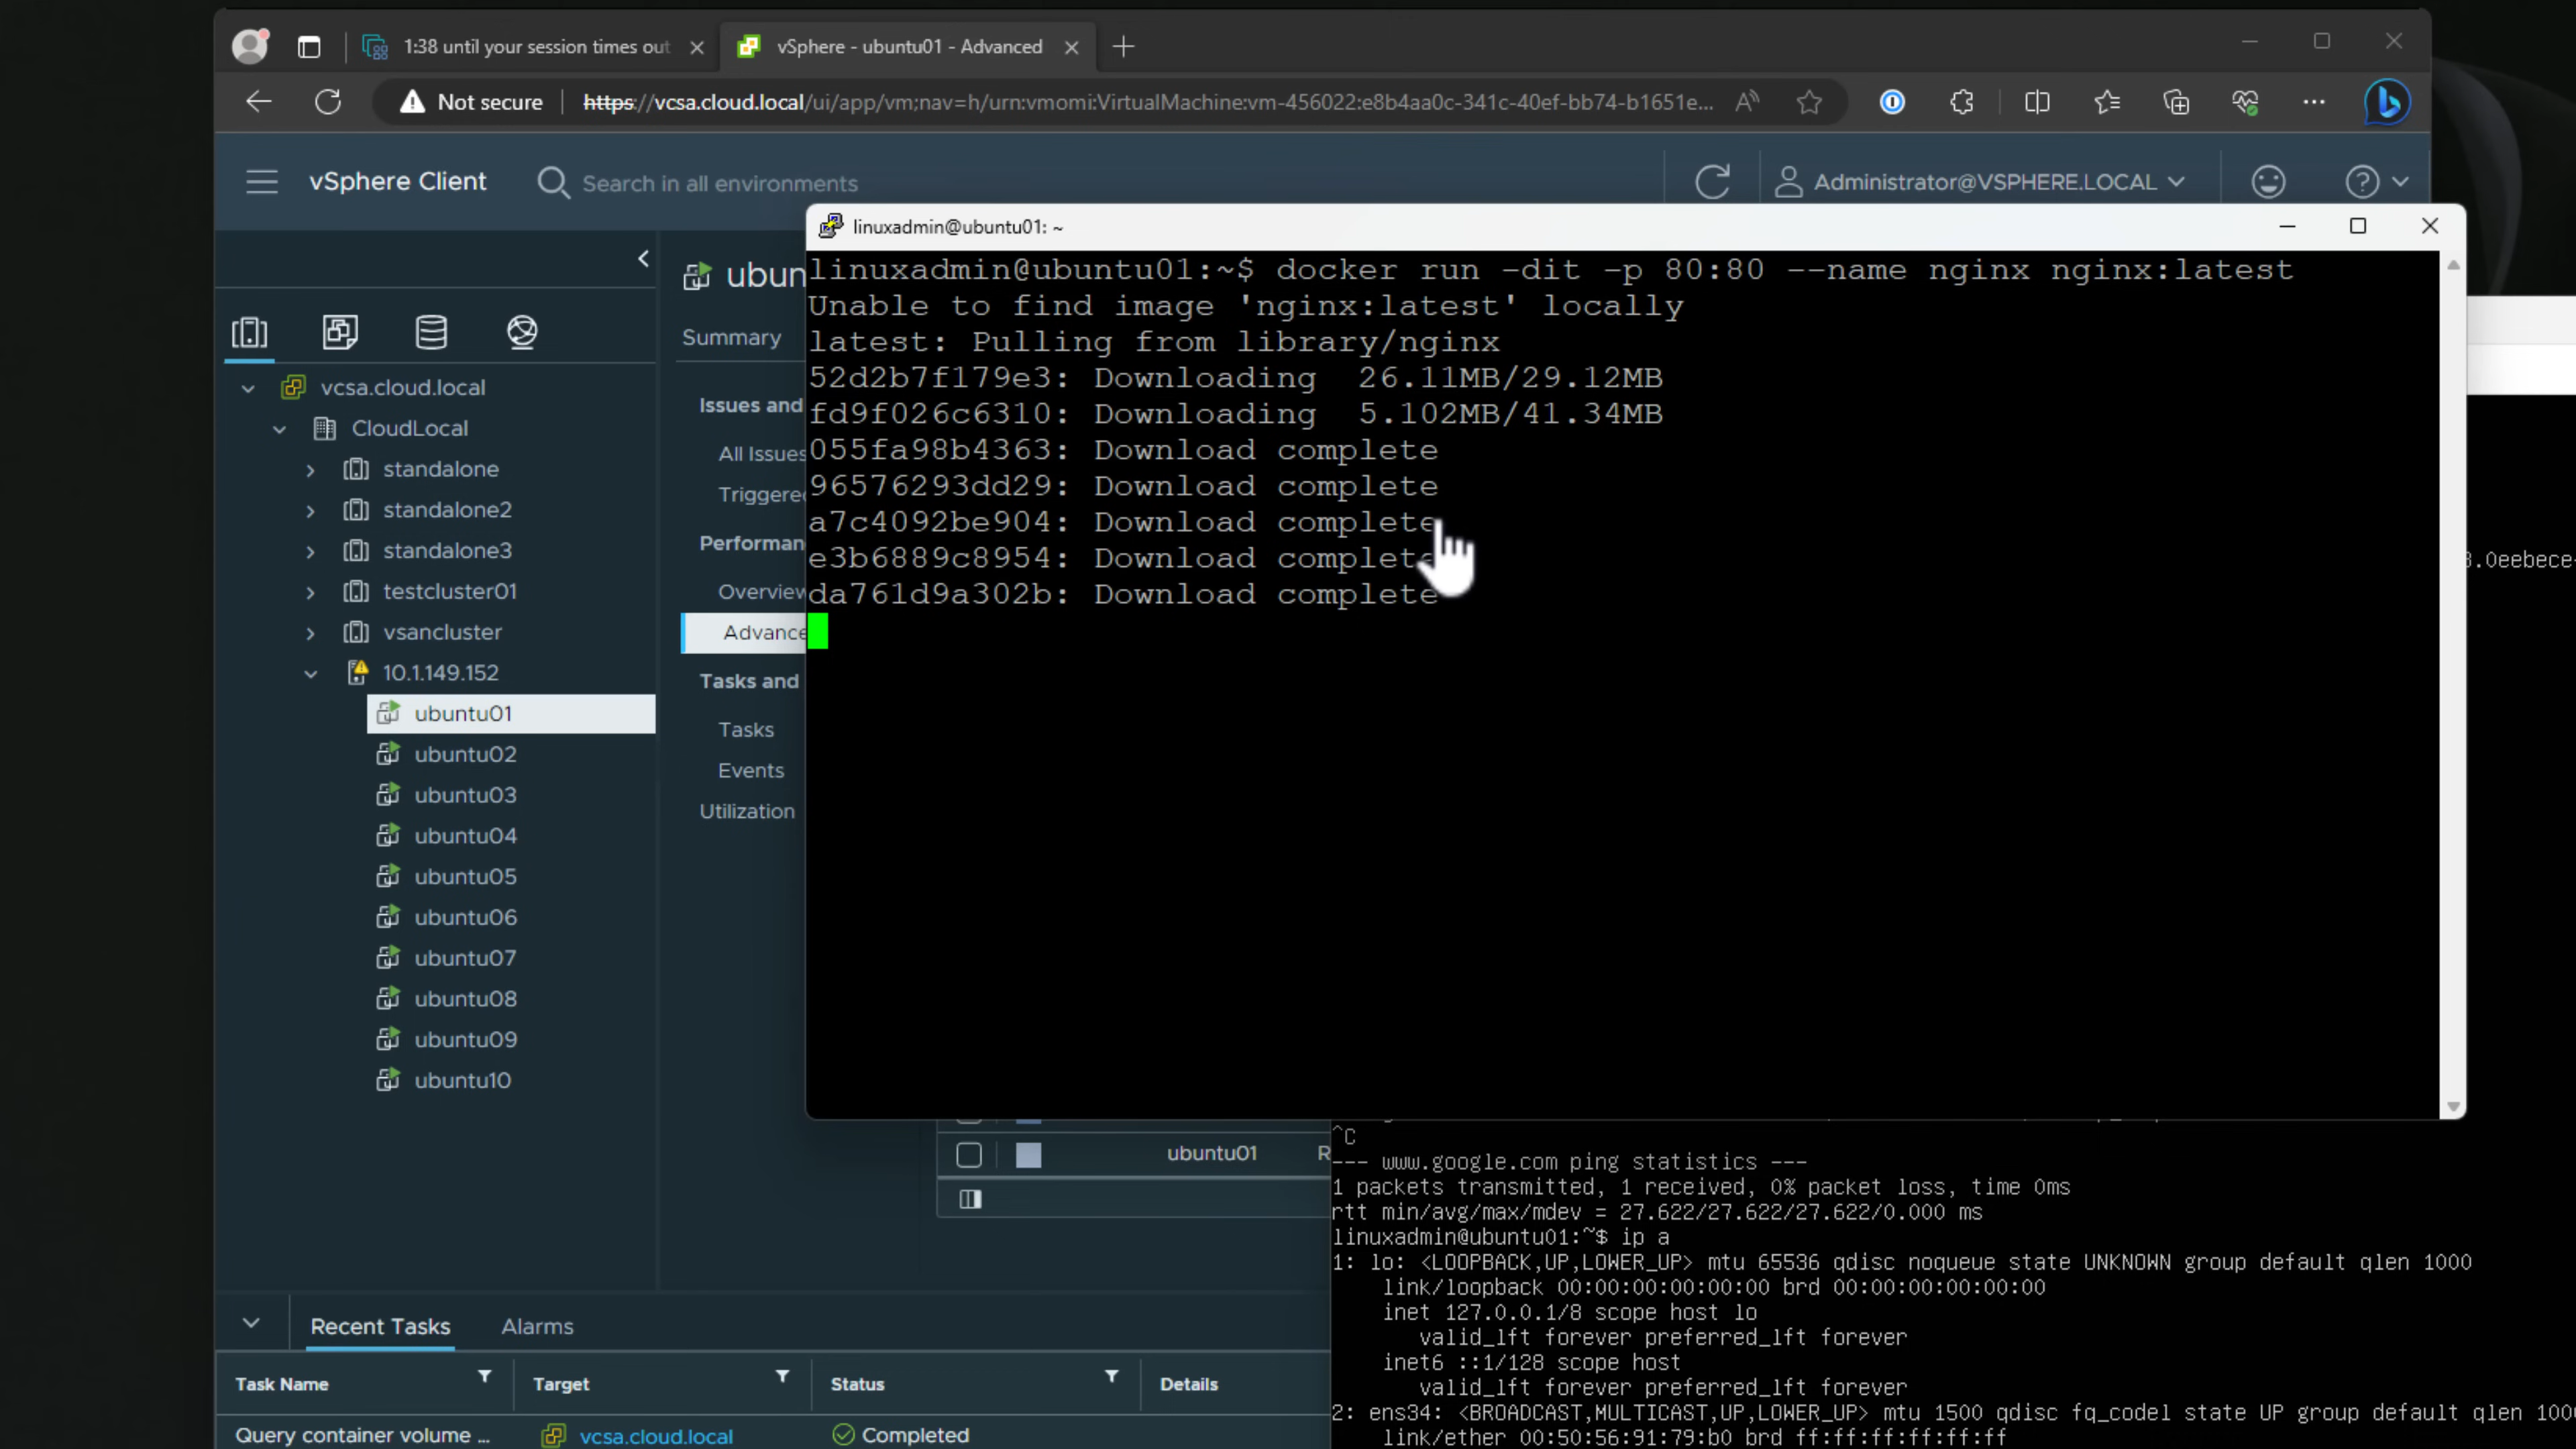 1:38 until your session times out
vSphere - ubuntu01 - Advanced
Not secure
https://vcsa.cloud.local/ui/app/vm;nav=h/urn:vmomi:VirtualMachine:vm-456022:e8b4aa0c-341c-40ef-bb74-b1651e...
vSphere Client
Search in all environments
Administrator@VSPHERE.LOCAL
vcsa.cloud.local
CloudLocal
standalone
standalone2
standalone3
testcluster01
vsancluster
10.1.149.152
ubuntu01
ubuntu02
ubuntu03
ubuntu04
ubuntu05
ubuntu06
ubuntu07
ubuntu08
ubuntu09
ubuntu10
ubun
Summary
Issues and
All Issues
Triggered
Performan
Overview
Advance
Tasks and
Tasks
Events
Utilization
linuxadmin@ubuntu01: ~
linuxadmin@ubuntu01:~$ docker run -dit -p 80:80 --name nginx nginx:latest
Unable to find image 'nginx:latest' locally
latest: Pulling from library/nginx
52d2b7f179e3: Downloading 26.11MB/29.12MB
fd9f026c6310: Downloading 5.102MB/41.34MB
055fa98b4363: Download complete
96576293dd29: Download complete
a7c4092be904: Download complete
e3b6889c8954: Download complete
da761d9a302b: Download complete
3.0eebece-
ubuntu01 R
^C
--- www.google.com ping statistics ---
1 packets transmitted, 1 received, 0% packet loss, time 0ms
rtt min/avg/max/mdev = 27.622/27.622/27.622/0.000 ms
linuxadmin@ubuntu01:~$ ip a
1: lo: <LOOPBACK,UP,LOWER_UP> mtu 65536 qdisc noqueue state UNKNOWN group default qlen 1000
link/loopback 00:00:00:00:00:00 brd 00:00:00:00:00:00
inet 127.0.0.1/8 scope host lo
valid_lft forever preferred_lft forever
inet6 ::1/128 scope host
valid_lft forever preferred_lft forever
2: ens34: <BROADCAST,MULTICAST,UP,LOWER_UP> mtu 1500 qdisc fq_codel state UP group default qlen 100
link/ether 00:50:56:91:79:b0 brd ff:ff:ff:ff:ff:ff
Recent Tasks
Alarms
Task Name
Target
Status
Details
Query container volume ...
vcsa.cloud.local
Completed